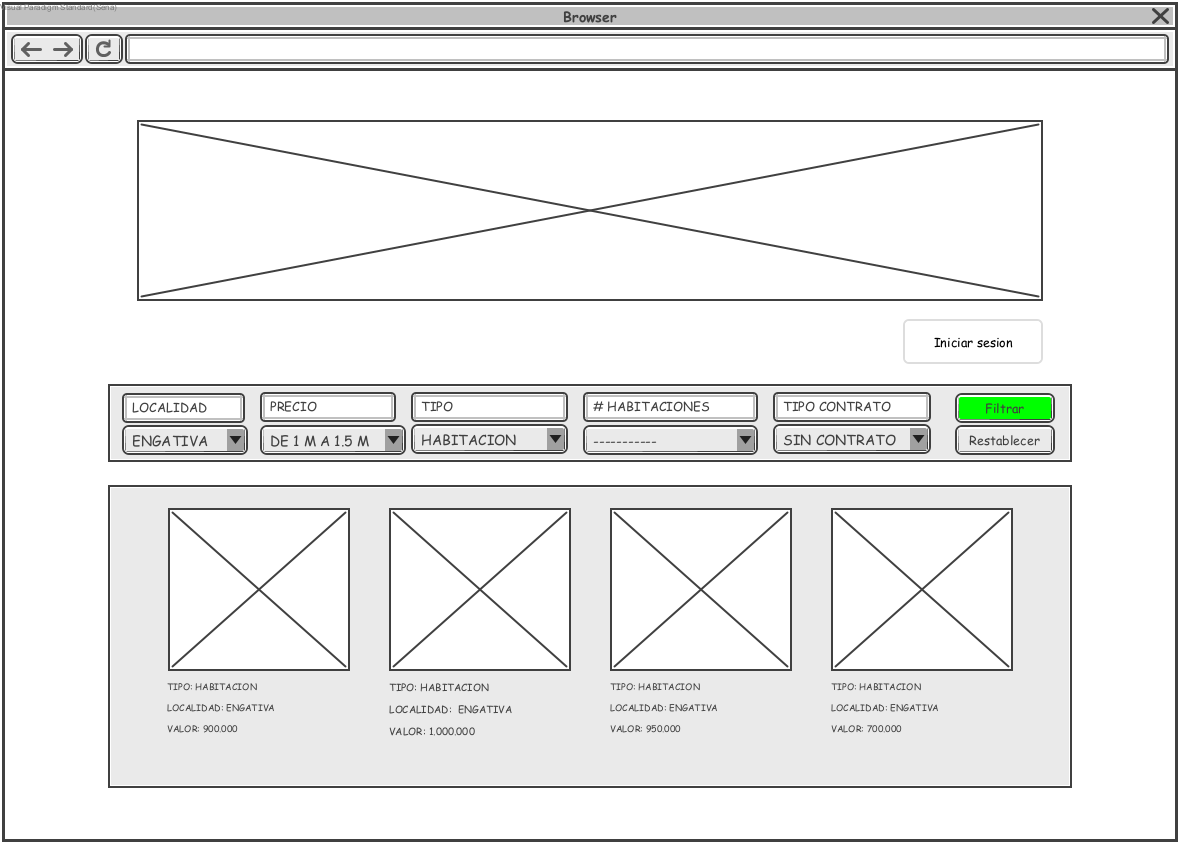 Visual Paradigm Standard(Seria)
Browser
Iniciar sesion
LOCALIDAD PRECIO TIPO # HABITACIONES TIPO CONTRATO Filtrar
ENGATIVA DE 1 M A 1.5 M HABITACION ----------- SIN CONTRATO Restablecer
TIPO: HABITACION TIPO: HABITACION TIPO: HABITACION TIPO: HABITACION
LOCALIDAD: ENGATIVA LOCALIDAD: ENGATIVA LOCALIDAD: ENGATIVA LOCALIDAD: ENGATIVA
VALOR: 900.000 VALOR: 1.000.000 VALOR: 950.000 VALOR: 700.000